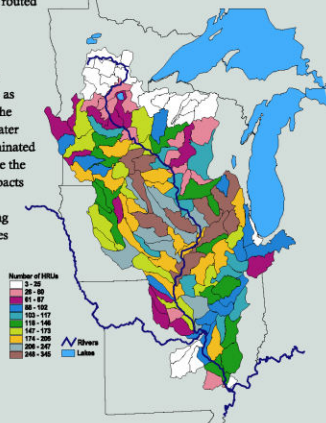 routed
as
the
ater
ninated
e the
pacts
ng
es
Number of HRUs
3 - 25
26 - 60
61 - 87
88 - 102
103 - 117
118 - 146
147 - 173
174 - 205
206 - 247
248 - 345
Rivers
Lakes